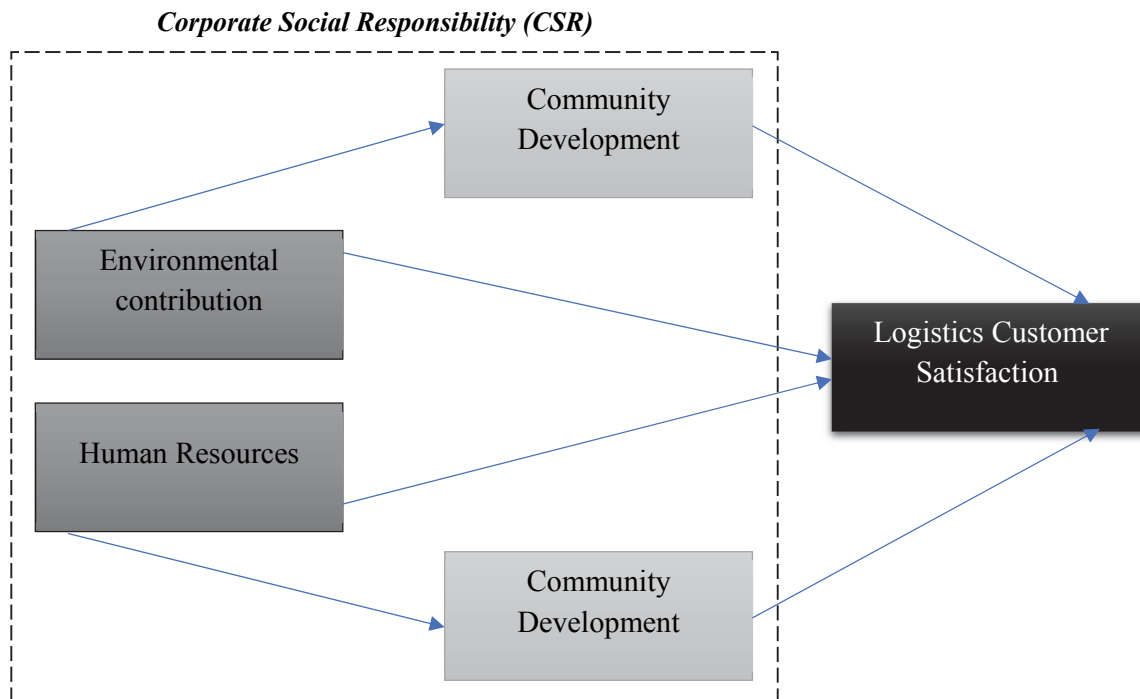 Corporate Social Responsibility (CSR)
Community
Development
Environmental
contribution
Logistics Customer
Satisfaction
Human Resources
Community
Development